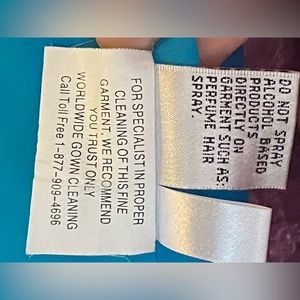 FOR SPECIALIST IN PROPER
CLEANING OF THIS FINE
GARMENT, WE RECOMMEND
YOU TRUST ONLY
WORLDWIDE GOWN CLEANING
Call Toll Free 1-877-909-4696
DO NOT SPRAY
ALCOHOL BASED
PRODUCTS
DIRECTLY ON
GARMENT SUCH AS:
PERFUME HAIR
SPRAY.